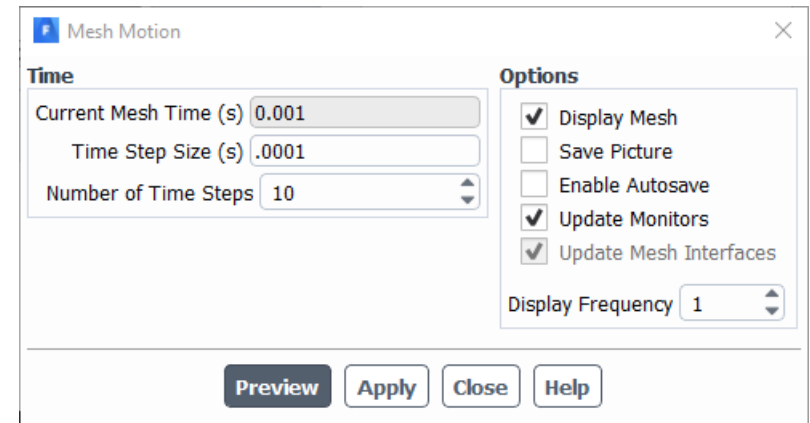 F Mesh Motion
Time
Current Mesh Time (s) 0.001
Time Step Size (s) .0001
Number of Time Steps 10
Options
Display Mesh
Save Picture
Enable Autosave
Update Monitors
Update Mesh Interfaces
Display Frequency 1
Preview Apply Close Help